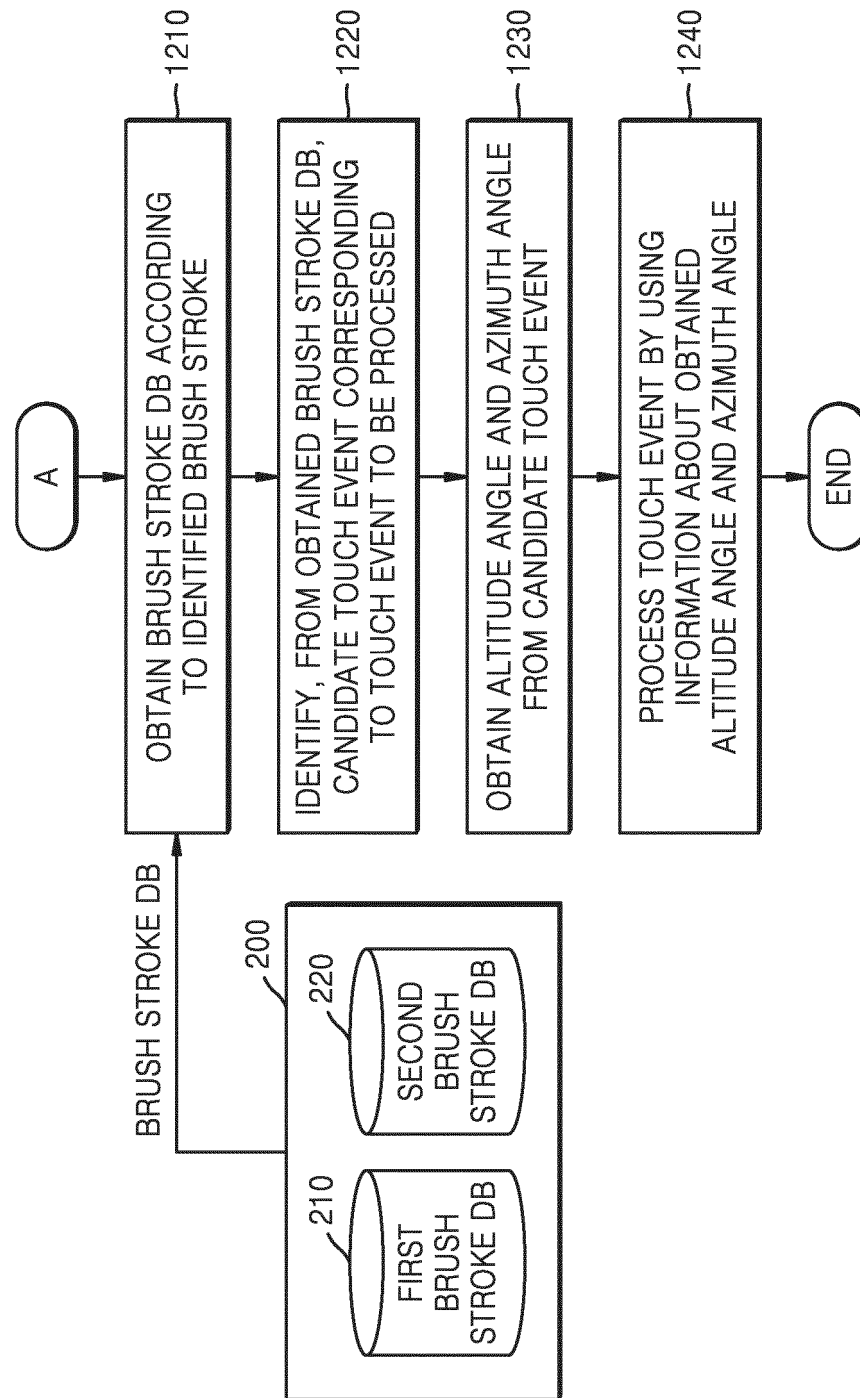 A
OBTAIN BRUSH STROKE DB ACCORDING
TO IDENTIFIED BRUSH STROKE
1210
BRUSH STROKE DB
200
210
FIRST
BRUSH
STROKE DB
220
SECOND
BRUSH
STROKE DB
IDENTIFY, FROM OBTAINED BRUSH STROKE DB,
CANDIDATE TOUCH EVENT CORRESPONDING
TO TOUCH EVENT TO BE PROCESSED
1220
OBTAIN ALTITUDE ANGLE AND AZIMUTH ANGLE
FROM CANDIDATE TOUCH EVENT
1230
PROCESS TOUCH EVENT BY USING
INFORMATION ABOUT OBTAINED
ALTITUDE ANGLE AND AZIMUTH ANGLE
1240
END